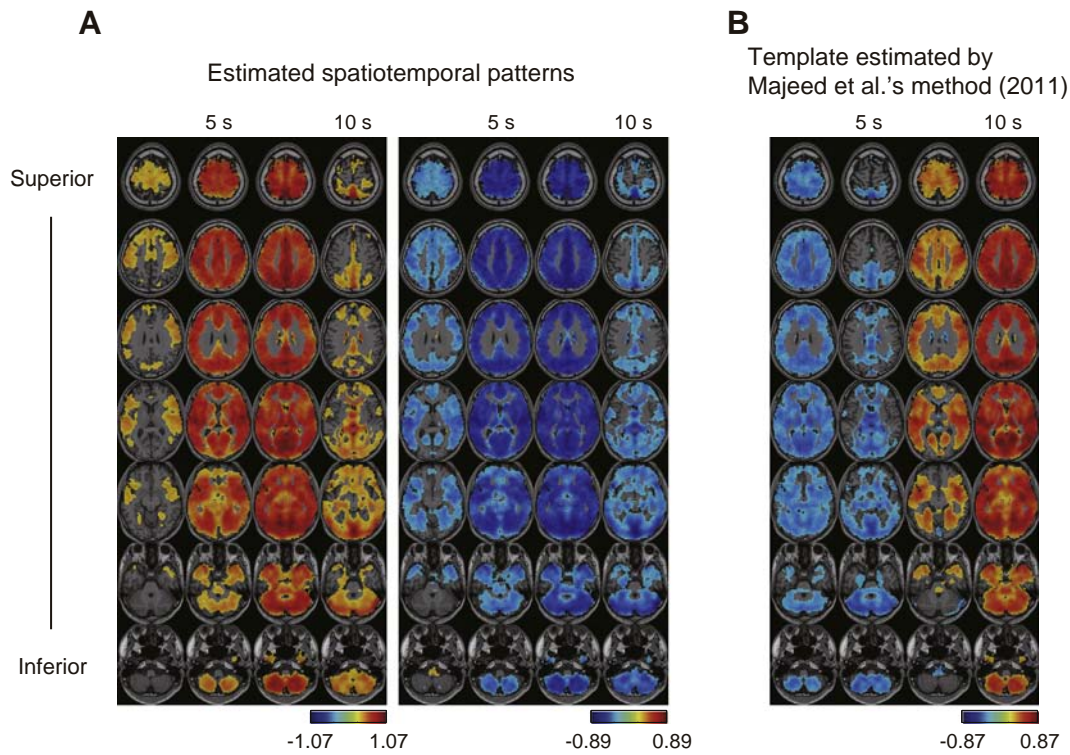 A
B
Estimated spatiotemporal patterns
Template estimated by
Majeed et al.'s method (2011)
5 s 10 s 5 s 10 s 5 s 10 s
Superior
Inferior
-1.07 1.07 -0.89 0.89 -0.87 0.87